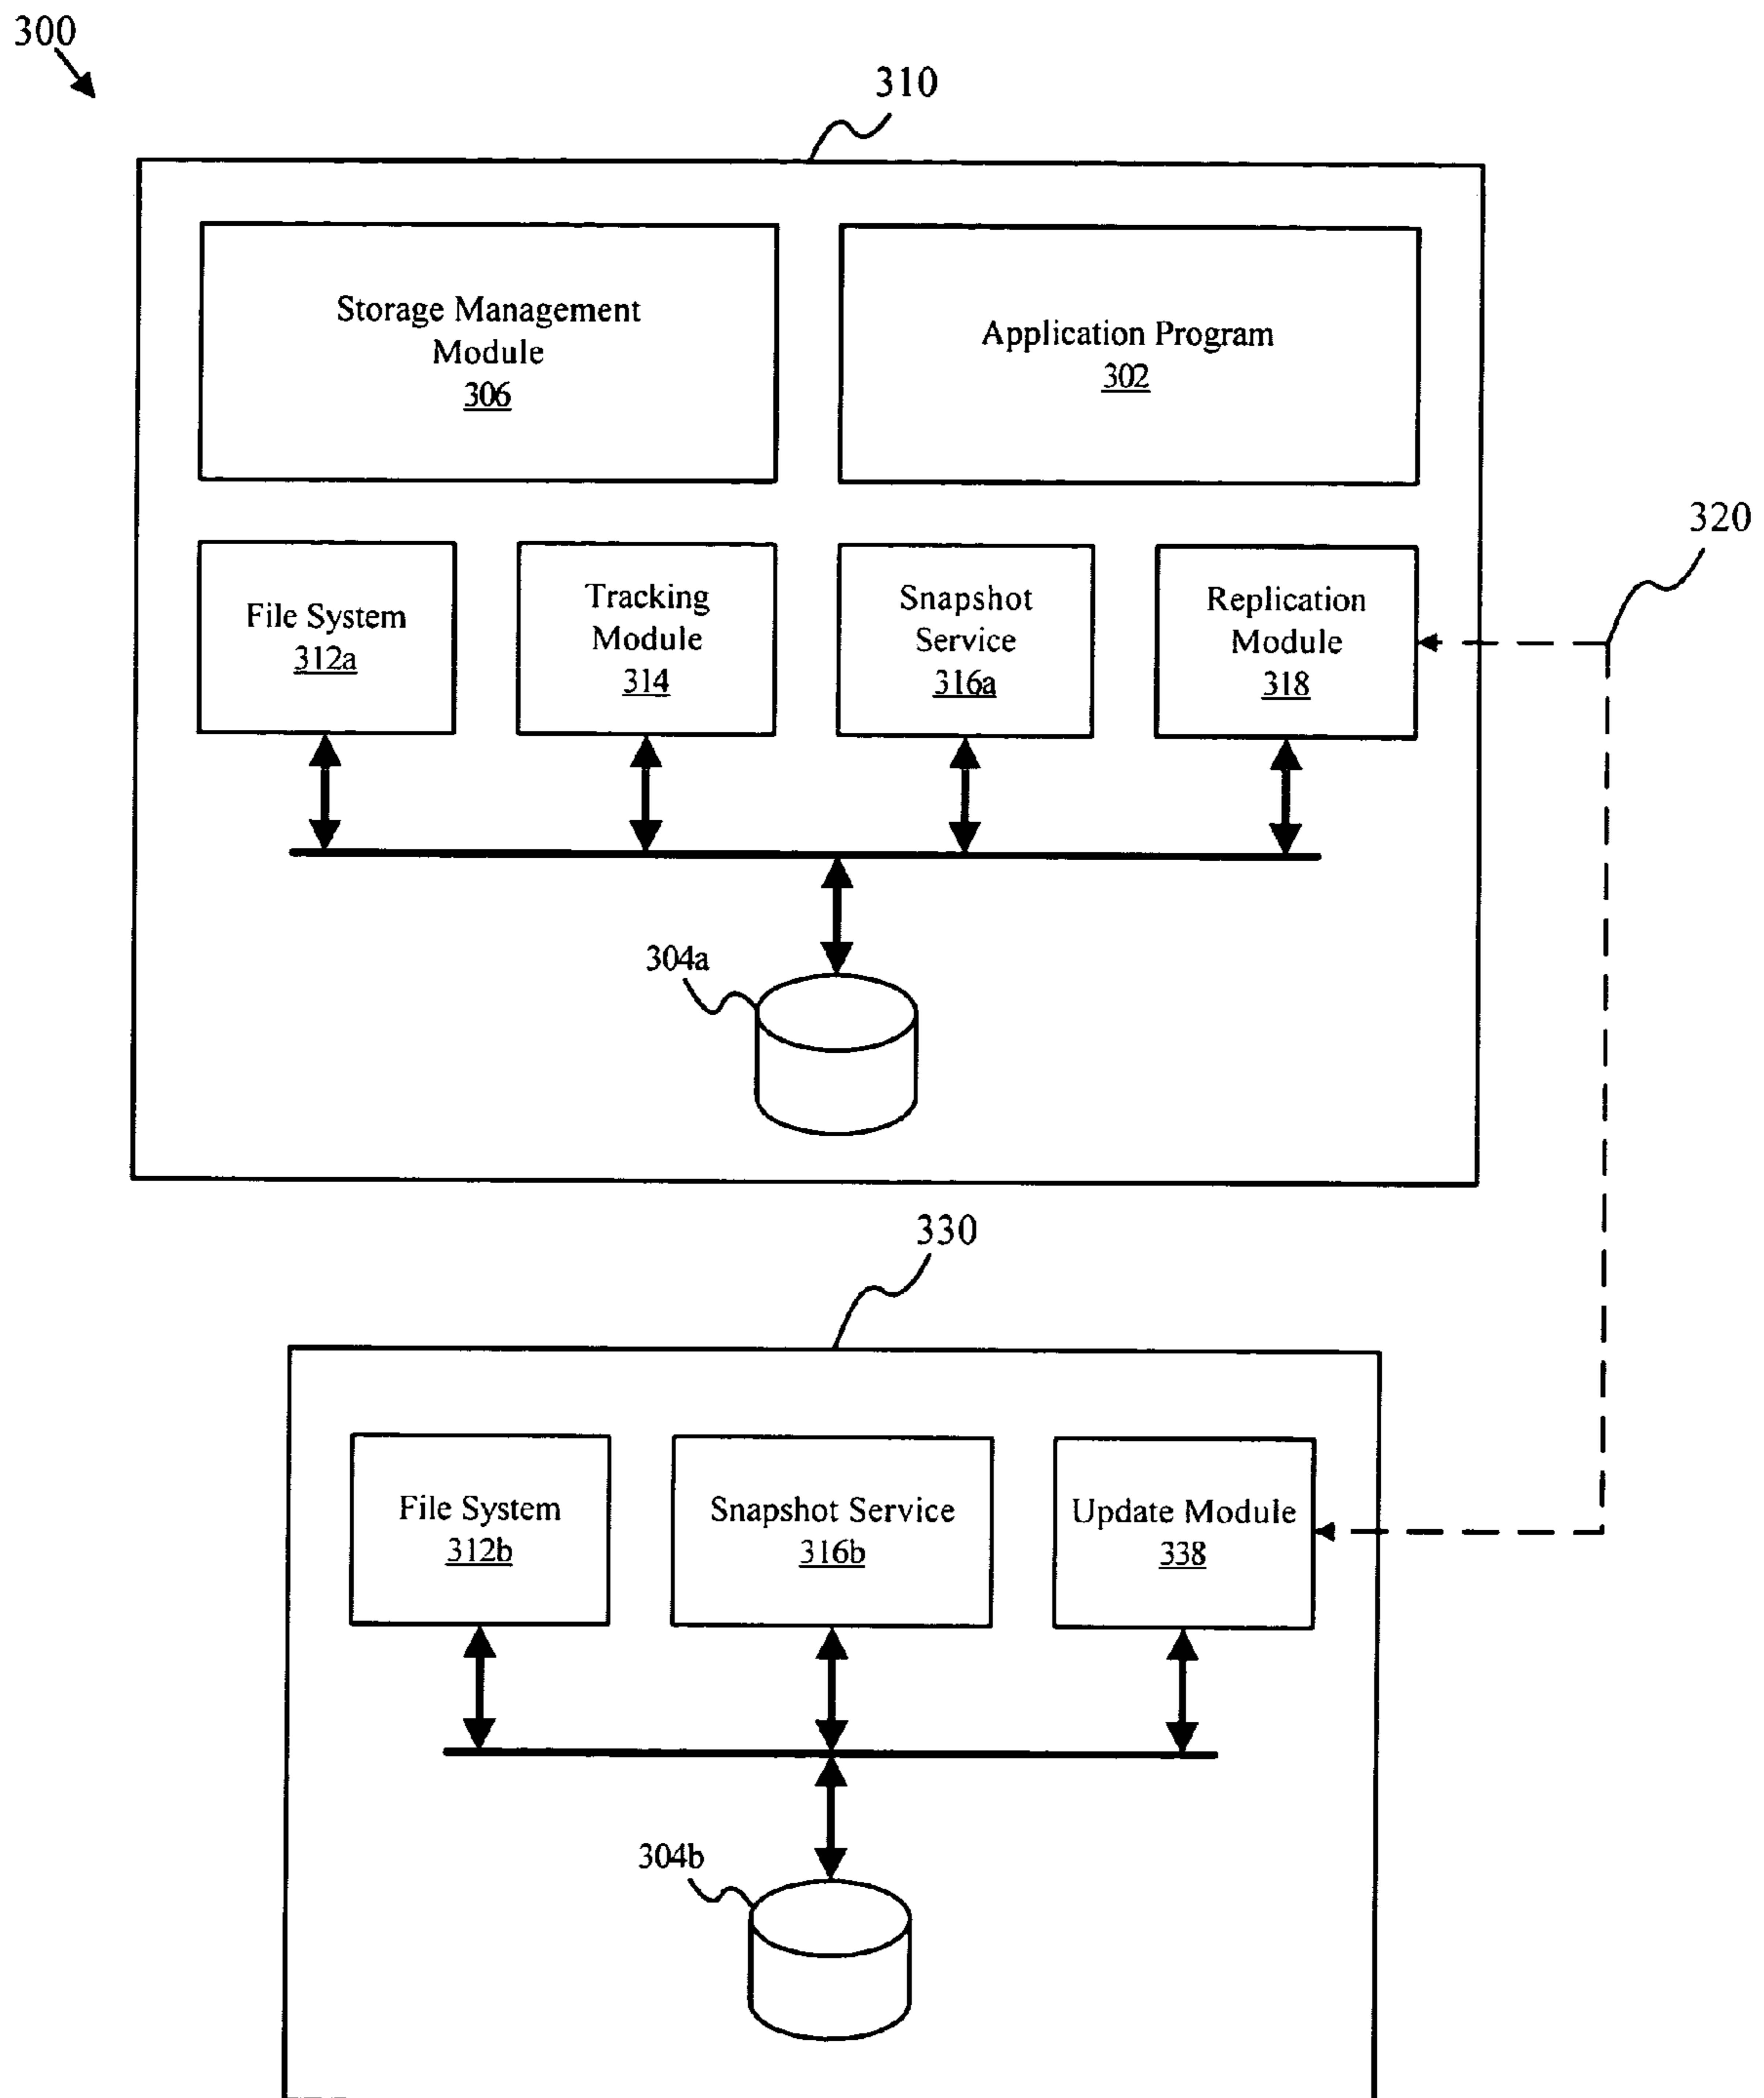 300
310
Storage Management
Module
306
Application Program
302
320
File System
312a
Tracking
Module
314
Snapshot
Service
316a
Replication
Module
318
304a
330
File System
312b
Snapshot Service
316b
Update Module
338
304b